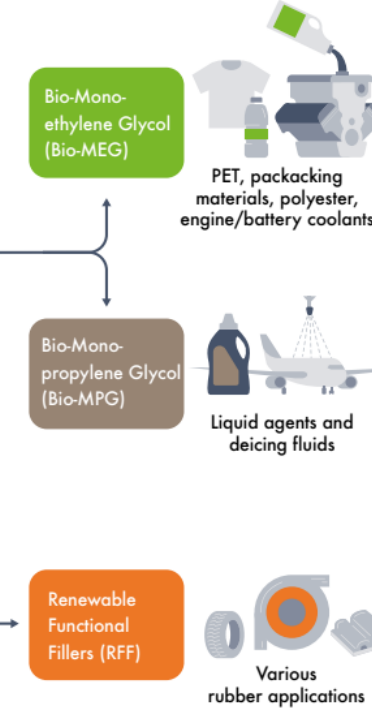 Bio-Mono-
ethylene Glycol
(Bio-MEG)
PET, packacking
materials, polyester,
engine/battery coolants
Bio-Mono-
propylene Glycol
(Bio-MPG)
Liquid agents and
deicing fluids
Renewable
Functional
Fillers (RFF)
Various
rubber applications